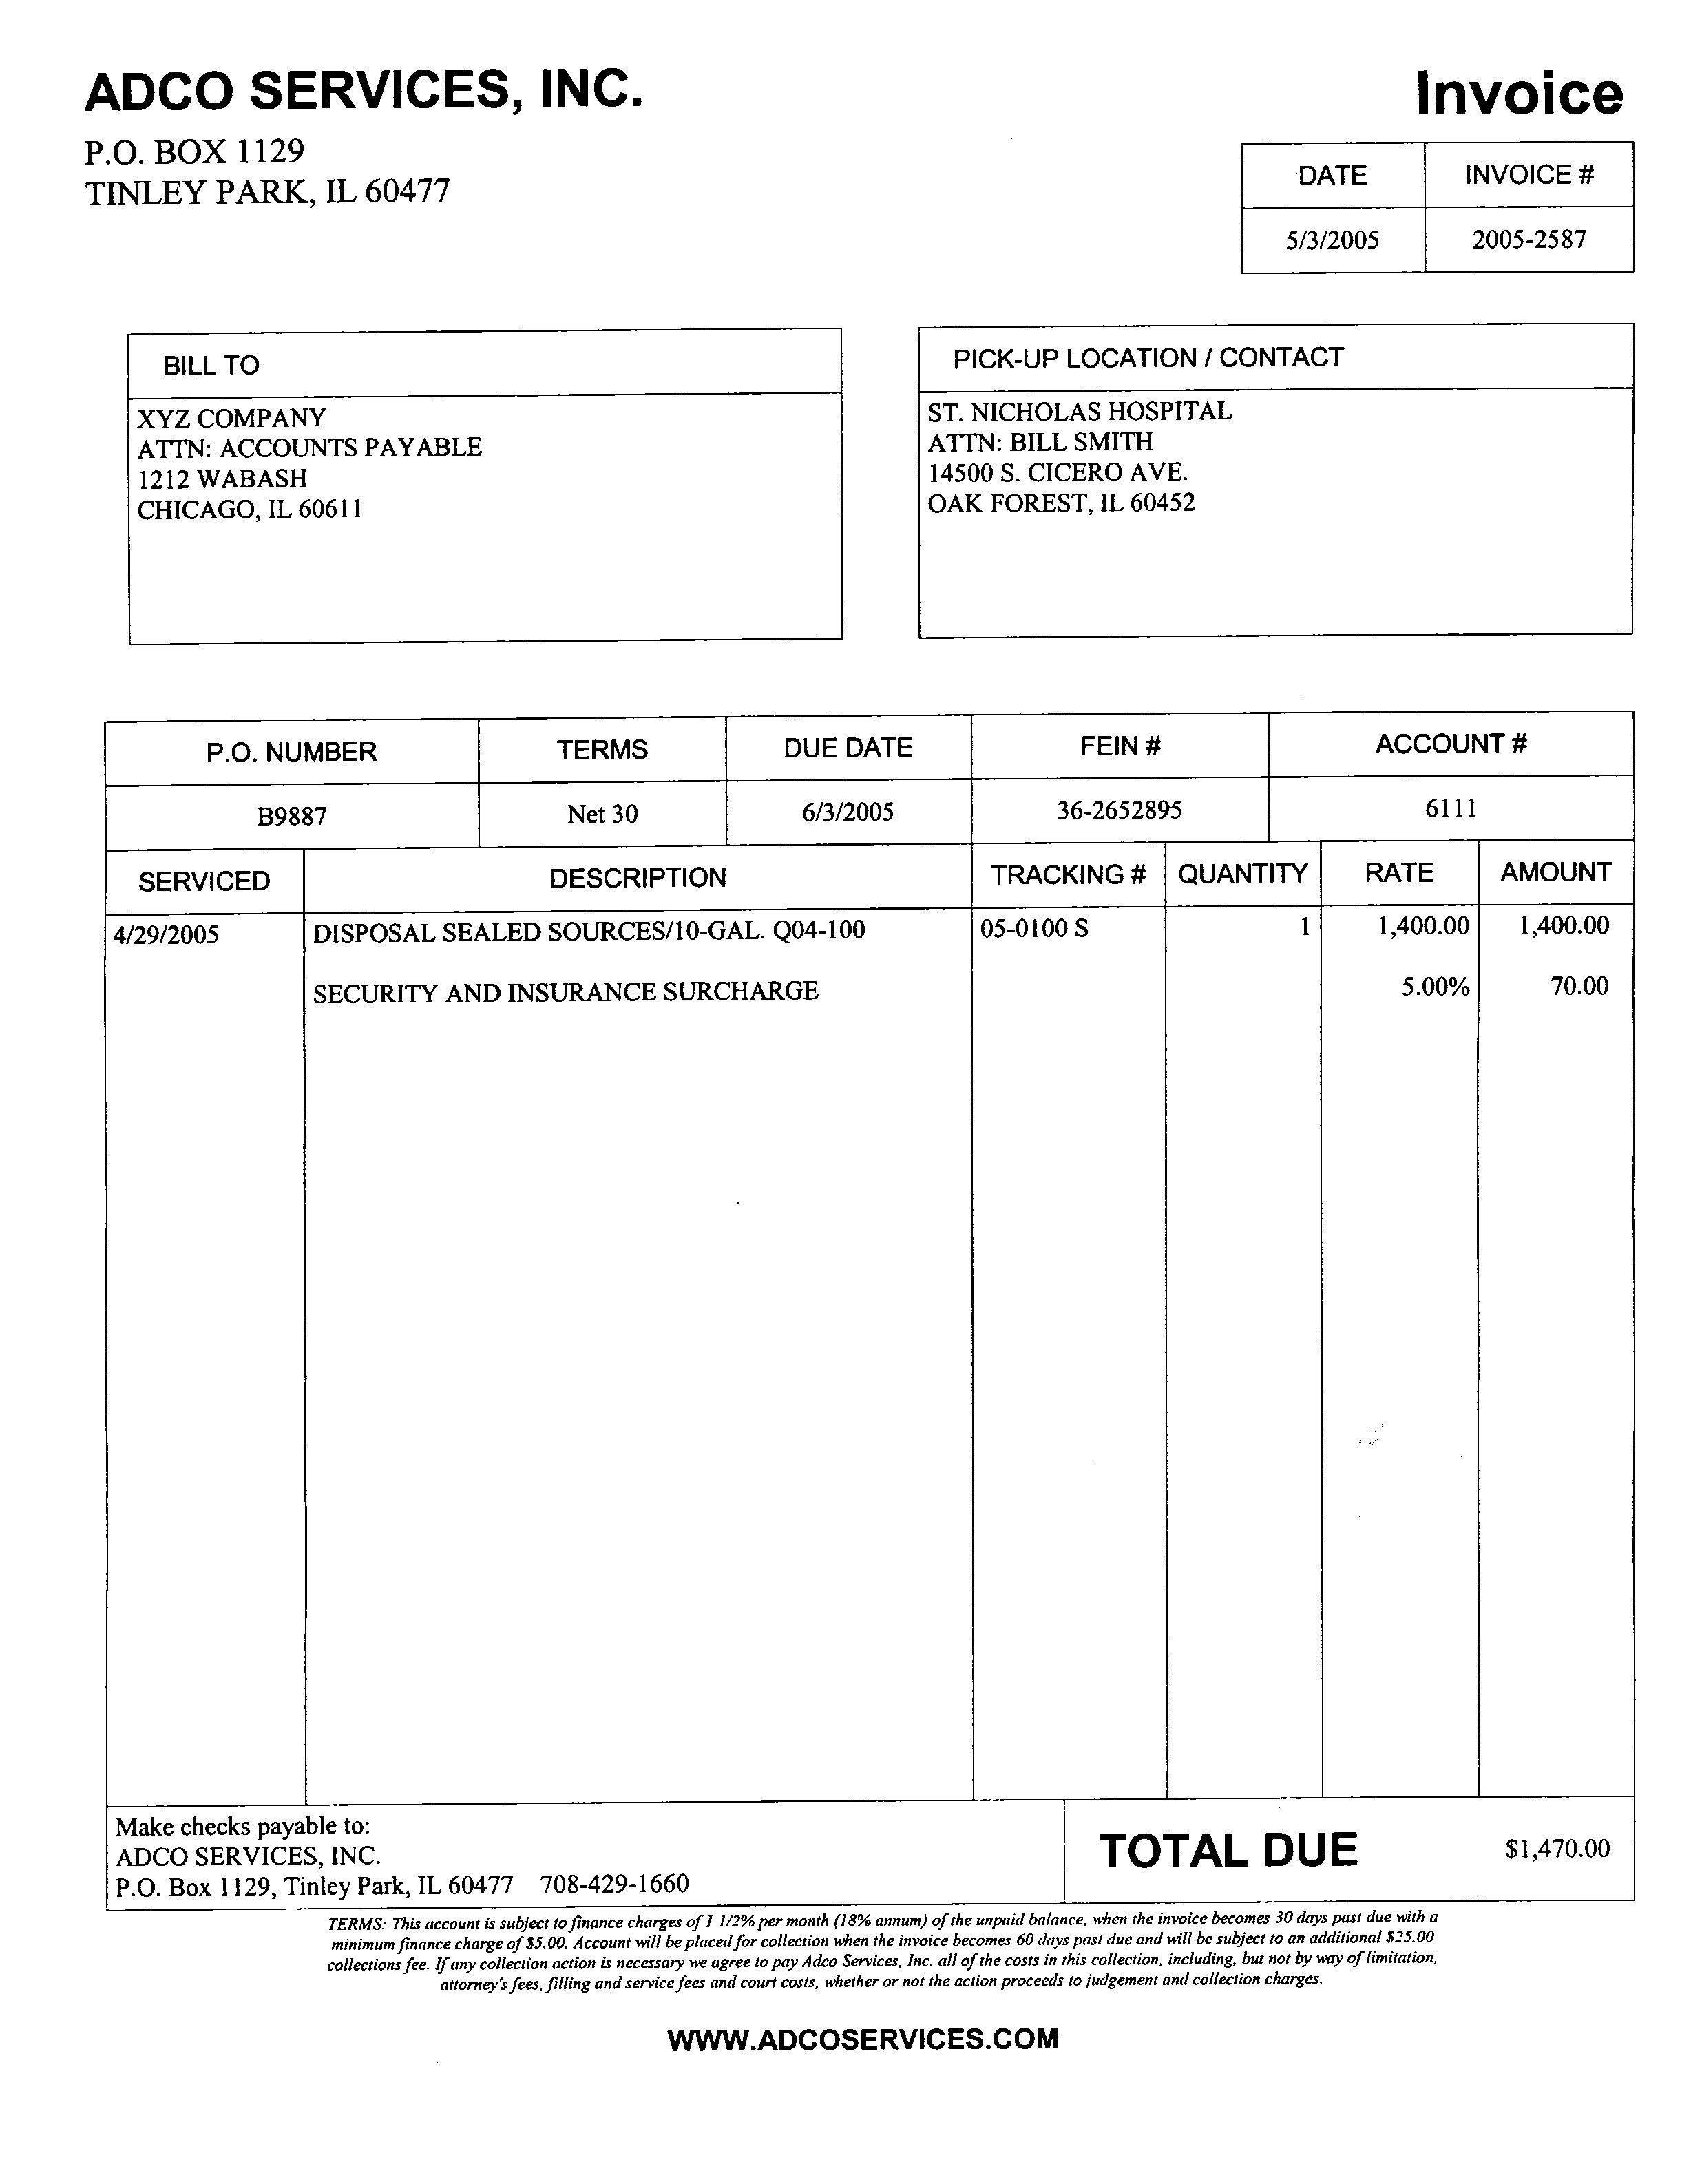 ADCO SERVICES, INC.
Invoice
P.O. BOX 1129
TINLEY PARK, IL 60477
DATE INVOICE #
5/3/2005 2005-2587
BILL TO
XYZ COMPANY
ATTN: ACCOUNTS PAYABLE
1212 WABASH
CHICAGO, IL 60611
PICK-UP LOCATION / CONTACT
ST. NICHOLAS HOSPITAL
ATTN: BILL SMITH
14500 S. CICERO AVE.
OAK FOREST, IL 60452
P.O. NUMBER TERMS DUE DATE FEIN # ACCOUNT #
B9887 Net 30 6/3/2005 36-2652895 6111
SERVICED DESCRIPTION TRACKING # QUANTITY RATE AMOUNT
4/29/2005 DISPOSAL SEALED SOURCES/10-GAL. Q04-100 05-0100 S 1 1,400.00 1,400.00
SECURITY AND INSURANCE SURCHARGE 5.00% 70.00
Make checks payable to:
ADCO SERVICES, INC.
P.O. Box 1129, Tinley Park, IL 60477 708-429-1660
TOTAL DUE $1,470.00
TERMS: This account is subject to finance charges of 1 1/2% per month (18% annum) of the unpaid balance, when the invoice becomes 30 days past due with a
minimum finance charge of $5.00. Account will be placed for collection when the invoice becomes 60 days past due and will be subject to an additional $25.00
collections fee. If any collection action is necessary we agree to pay Adco Services, Inc. all of the costs in this collection, including, but not by way of limitation,
attorney's fees, filling and service fees and court costs, whether or not the action proceeds to judgement and collection charges.
WWW.ADCOSERVICES.COM